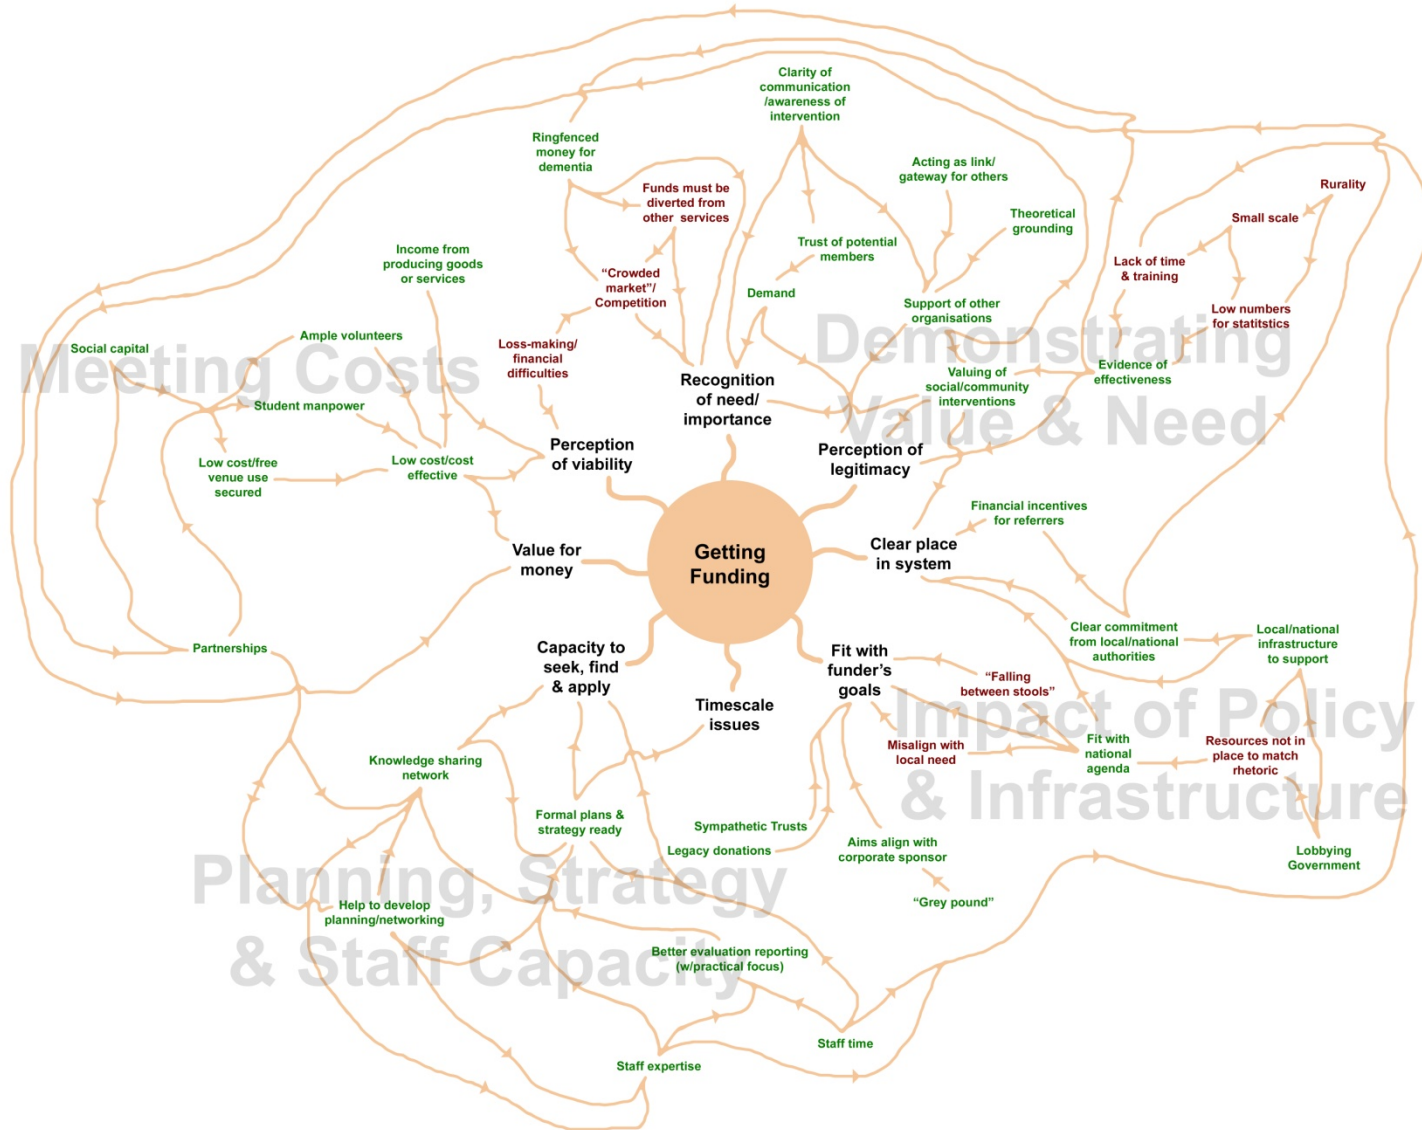 Clarity of
communication
/awareness of
intervention
Ringfenced
money for
dementia
Acting as link/
gateway for others
Funds must be
diverted from
other services
Rurality
Small scale
Theoretical
grounding
Trust of potential
members
Income from
producing goods
or services
Lack of time
& training
“Crowded
market”/
Competition
Demand
Support of other
organisations
Low numbers
for statitstics
Demonstrating
Value & Need
Meeting Costs
Social capital
Ample volunteers
Loss-making/
financial
difficulties
Student manpower
Recognition
of need/
importance
Valuing of
social/community
interventions
Evidence of
effectiveness
Low cost/free
venue use
secured
Low cost/cost
effective
Perception
of viability
Perception of
legitimacy
Financial incentives
for referrers
Value for
money
Getting
Funding
Clear place
in system
Partnerships
Capacity to
seek, find
& apply
Timescale
issues
Fit with
funder’s
goals
Clear commitment
from local/national
authorities
Local/national
infrastructure
to support
“Falling
between stools”
Impact of Policy
& Infrastructure
Misalign with
local need
Fit with
national
agenda
Resources not in
place to match
rhetoric
Knowledge sharing
network
Formal plans &
strategy ready
Sympathetic Trusts
Legacy donations
Aims align with
corporate sponsor
“Grey pound”
Lobbying
Government
Planning, Strategy
& Staff Capacity
Help to develop
planning/networking
Better evaluation reporting
(w/practical focus)
Staff time
Staff expertise